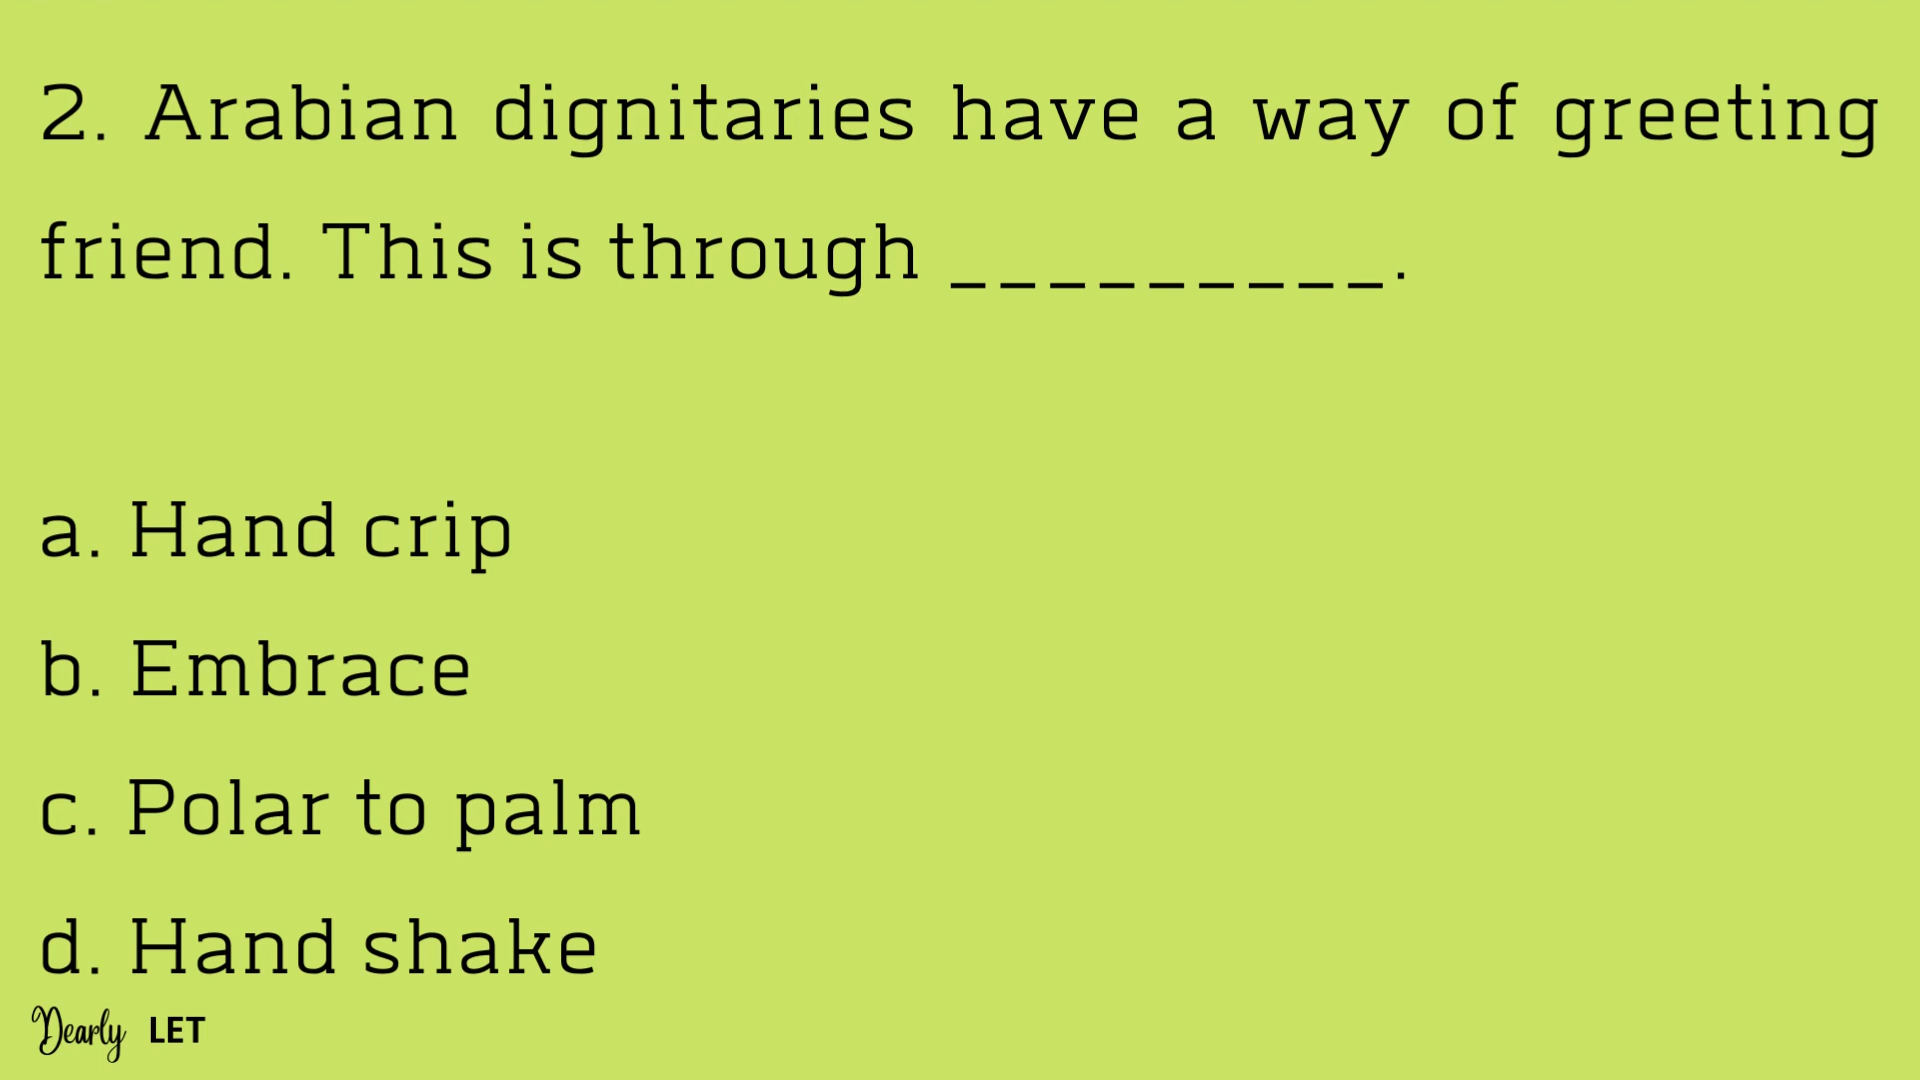 2. Arabian dignitaries have a way of greeting
friend. This is through _________.
a. Hand crip
b. Embrace
c. Polar to palm
d. Hand shake
Dearly LET